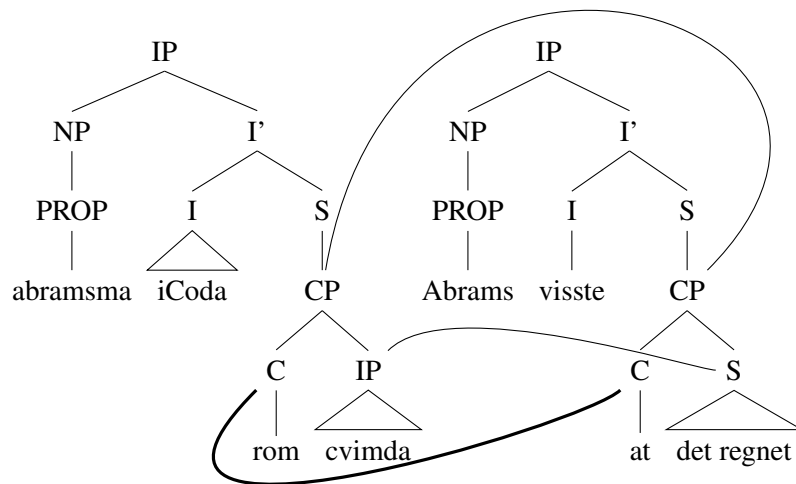 IP IP
NP I’ NP I’
PROP I S PROP I S
abramsma iCoda CP Abrams visste CP
C IP C S
rom cvimda at det regnet